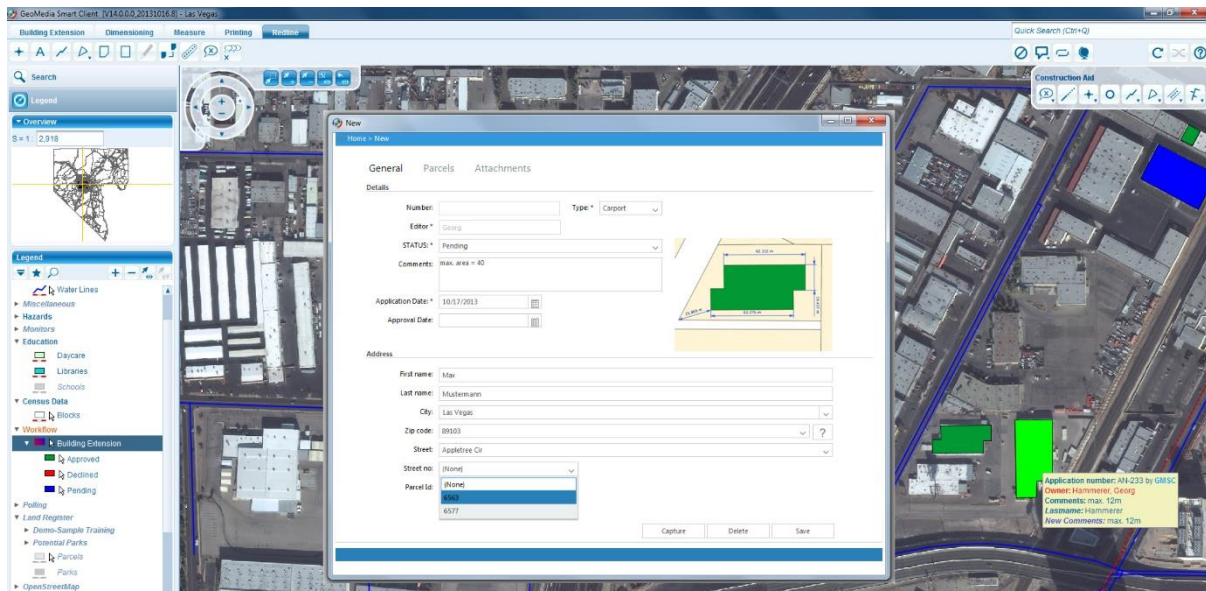 GeoMedia Smart Client [V14.0.0.0,20131016.8] - Las Vegas
Building Extension Dimensioning Measure Printing Redline
Quick Search (Ctrl+Q)
Search
Legend
Overview
S = 1 : 2,918
Legend
Water Lines
Miscellaneous
Hazards
Monitors
Education
Daycare
Libraries
Schools
Census Data
Blocks
Workflow
Building Extension
Approved
Declined
Pending
Polling
Land Register
Demo-Sample Training
Potential Parks
Parcels
Parks
OpenStreetMap
New
Home > New
General Parcels Attachments
Details
Number:
Type: * Carport
Editor * Georg
STATUS: * Pending
Comments: max. area = 40
Application Date: * 10/17/2013
Approval Date:
Address
First name: Max
Last name: Mustermann
City: Las Vegas
Zip code: 89103 ?
Street: Appletree Cir
Street no: (None)
(None)
6563
6577
Parcel Id:
Capture Delete Save
Construction Aid
Application number: AN-233 by GMSC
Owner: Hammerer, Georg
Comments: max. 12m
Lastname: Hammerer
New Comments: max. 12m